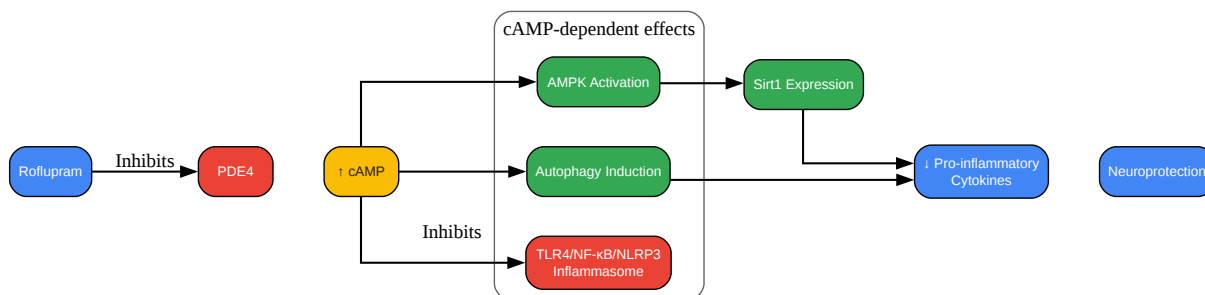 cAMP-dependent effects
AMPK Activation
Sirt1 Expression
Roflupram
Inhibits
PDE4
↑ cAMP
Autophagy Induction
↓ Pro-inflammatory
Cytokines
Neuroprotection
Inhibits
TLR4/NF-κB/NLRP3
Inflammasome